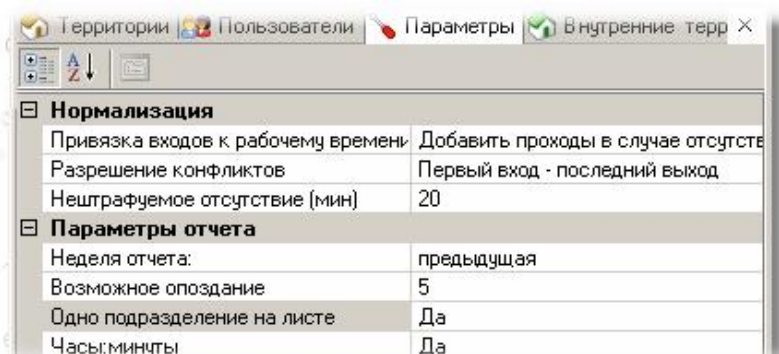 Территории Пользователи Параметры Внутренние терр
Нормализация
Привязка входов к рабочему времени Добавить проходы в случае отсутств
Разрешение конфликтов Первый вход - последний выход
Нештрафуемое отсутствие (мин) 20
Параметры отчета
Неделя отчета: предыдущая
Возможное опоздание 5
Одно подразделение на листе Да
Часы:минуты Да